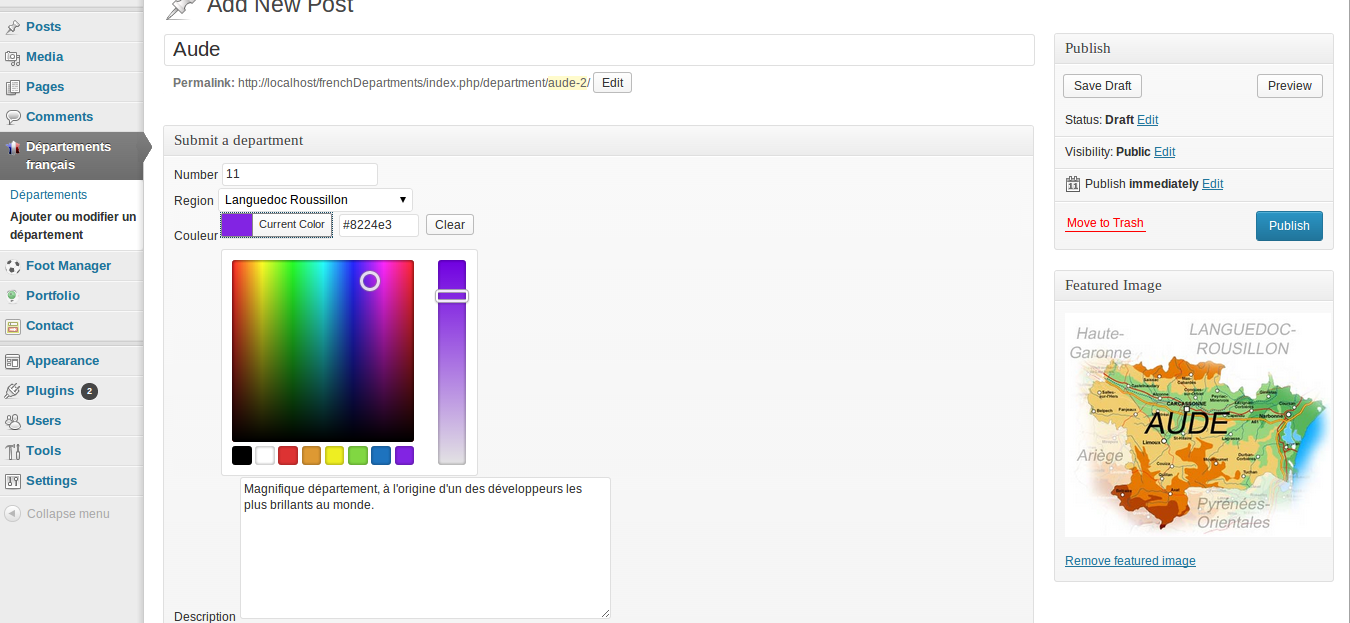 Add New Post
Posts
Media
Pages
Comments
Départements
français
Départements
Ajouter ou modifier un
département
Foot Manager
Portfolio
Contact
Appearance
Plugins 2
Users
Tools
Settings
Collapse menu
Aude
Permalink: http://localhost/frenchDepartments/index.php/department/aude-2/ Edit
Submit a department
Number 11
Region Languedoc Roussillon
Couleur Current Color #8224e3 Clear
Magnifique département, à l'origine d'un des développeurs les
plus brillants au monde.
Description
Publish
Save Draft Preview
Status: Draft Edit
Visibility: Public Edit
11 Publish immediately Edit
Move to Trash Publish
Featured Image
Haute-
Garonne
LANGUEDOC-
ROUSILLON
CARCASSONNE
Narbonne
AUDE
Limoux
Ariège
Pyrénées-
Orientales
Remove featured image